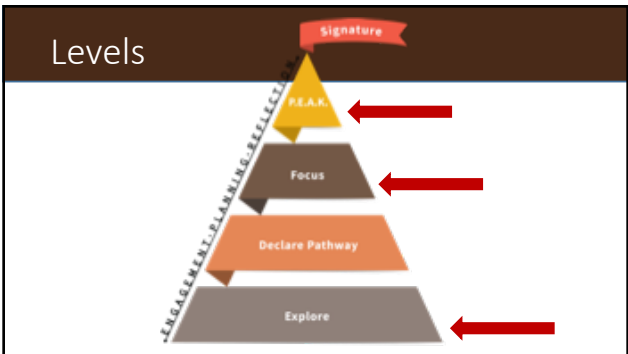 Levels
Signature
P.E.A.K.
Focus
Declare Pathway
Explore
ENGAGEMENT·PLANNING·REFLECTION